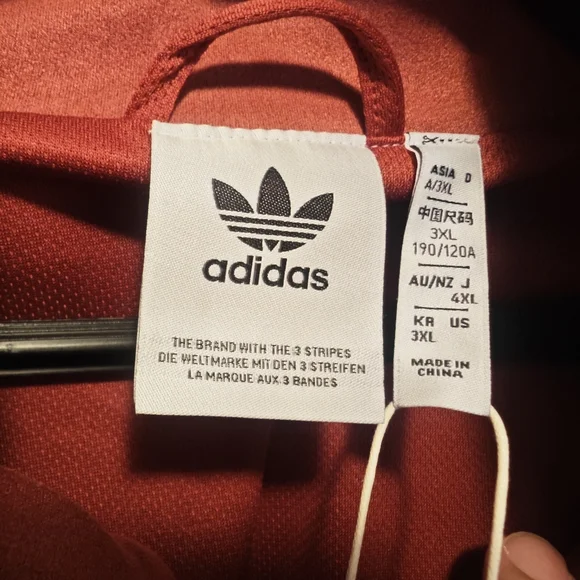 adidas
THE BRAND WITH THE 3 STRIPES
DIE WELTMARKE MIT DEN 3 STREIFEN
LA MARQUE AUX 3 BANDES
ASIA D
A/3XL
中国尺码
3XL
190/120A
AU/NZ J
4XL
KR US
3XL
MADE IN
CHINA